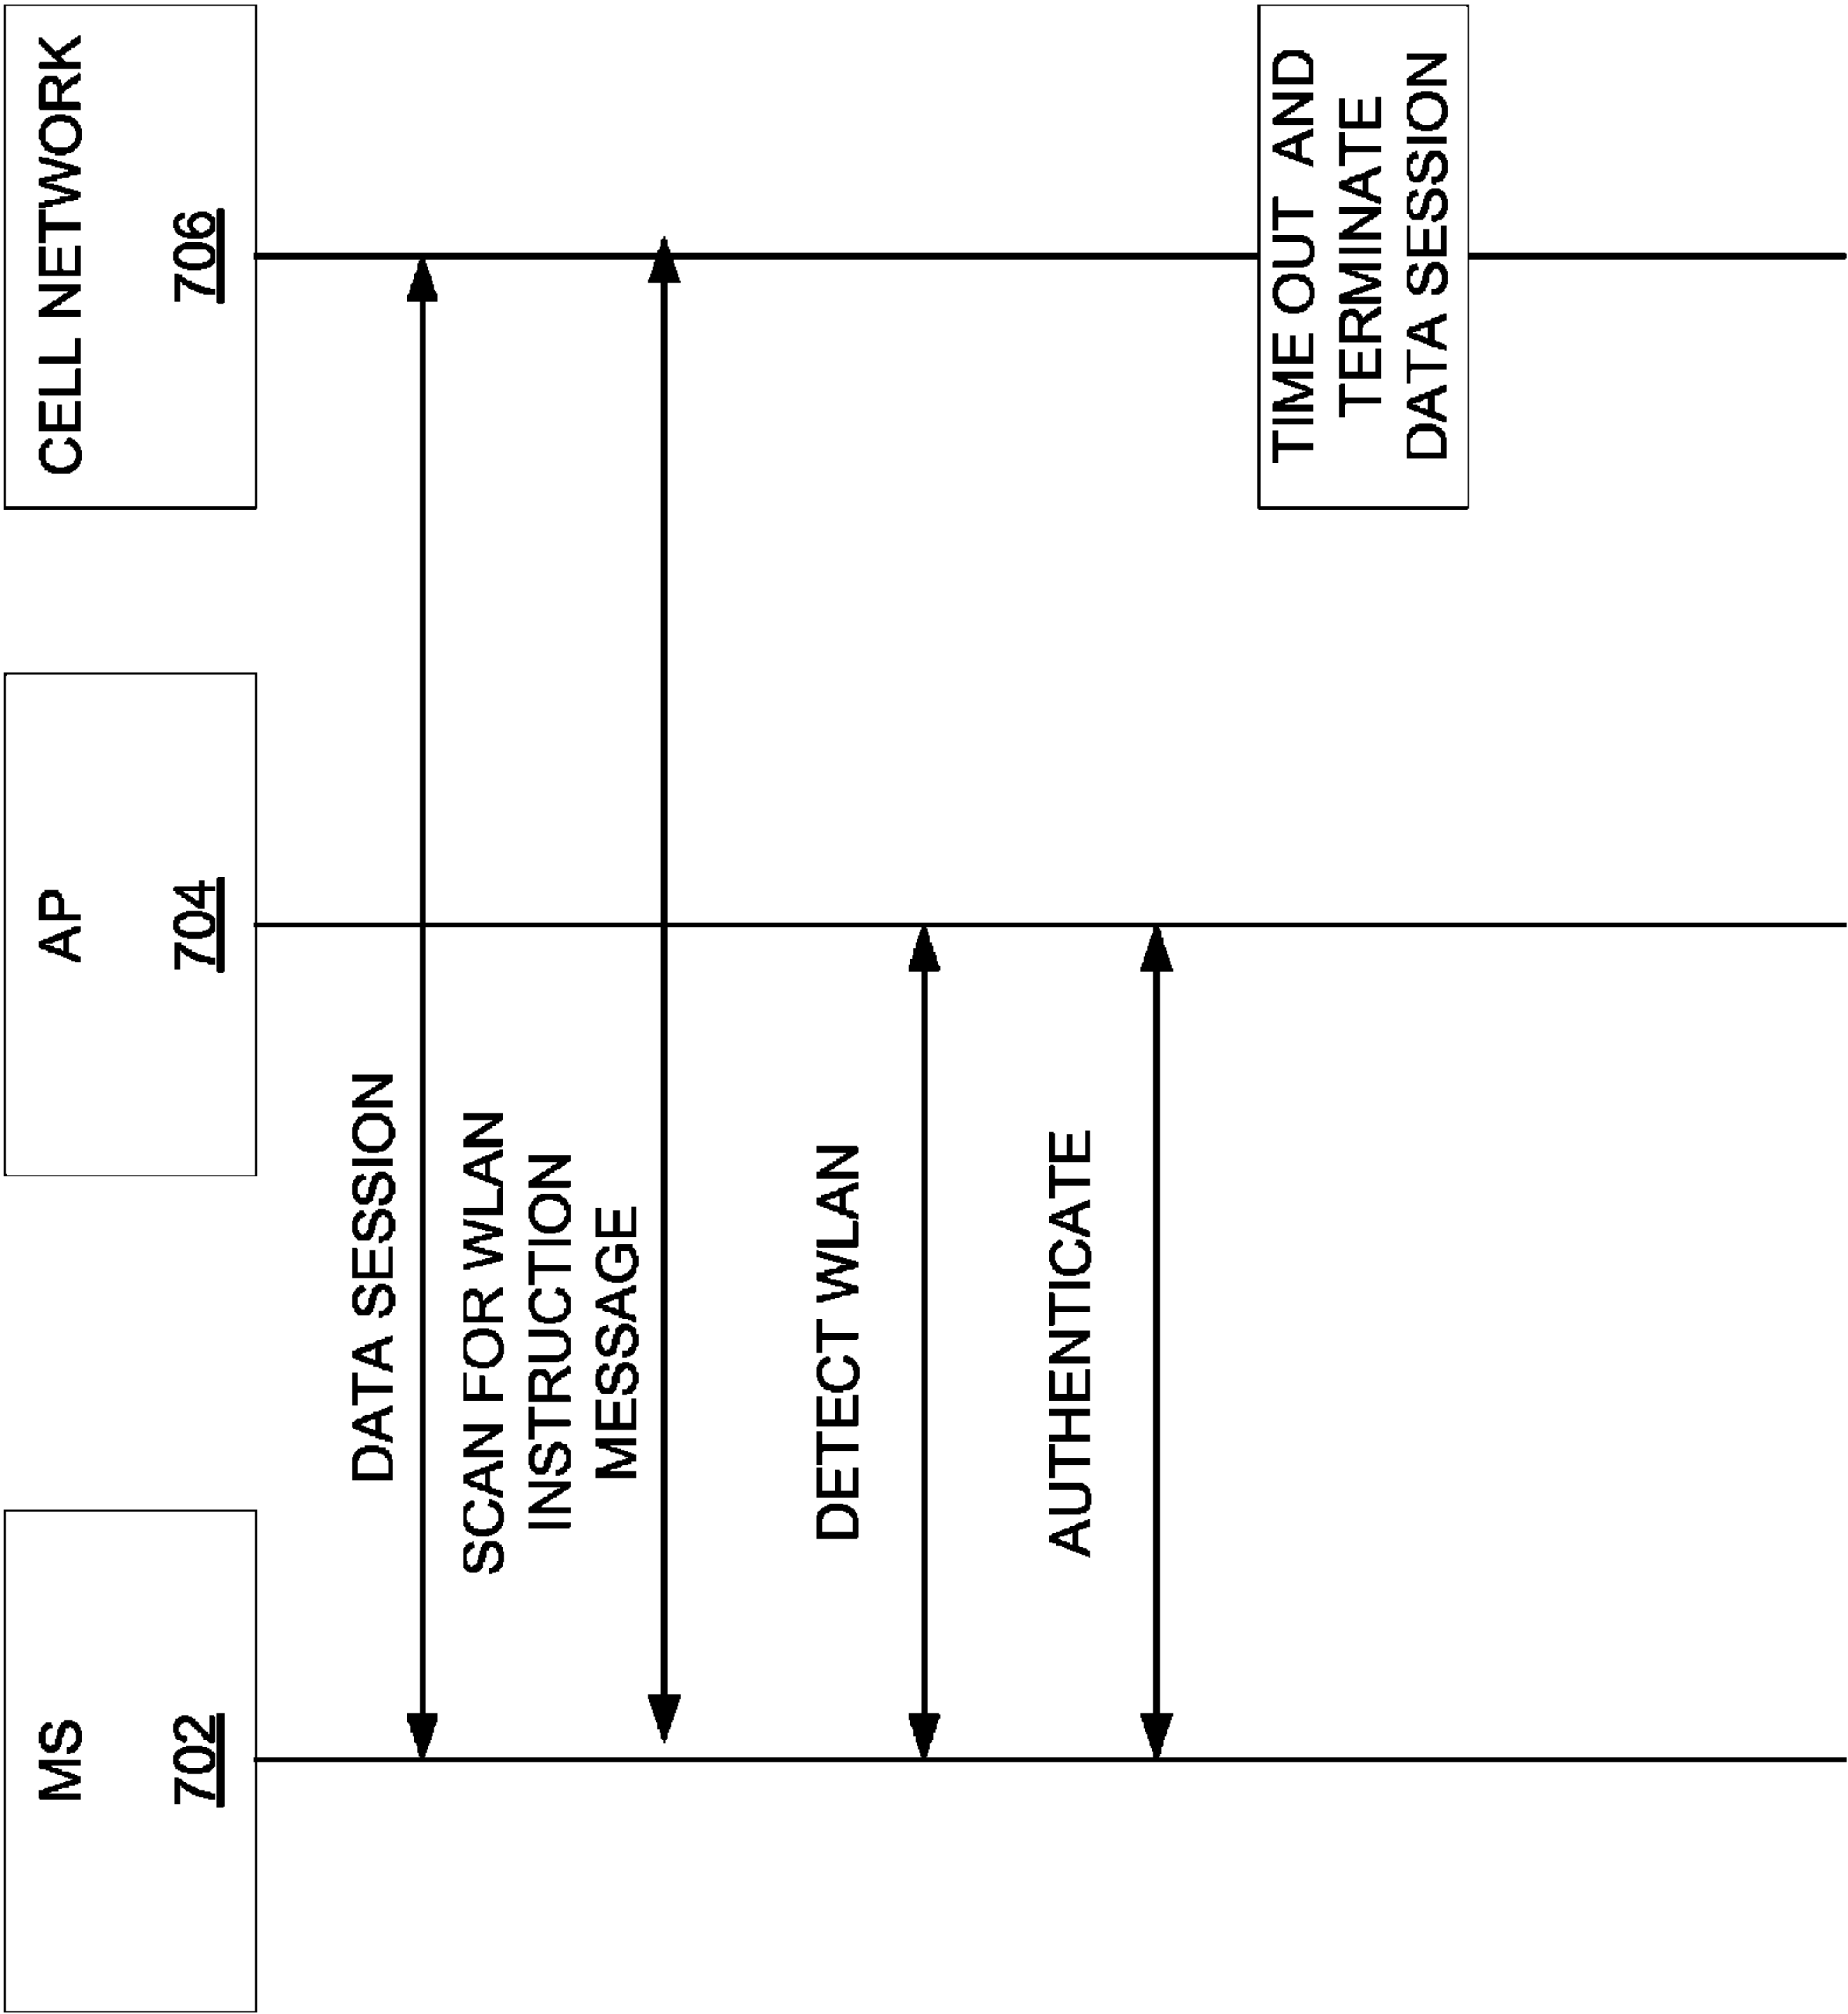 MS
702
AP
704
CELL NETWORK
706
DATA SESSION
SCAN FOR WLAN
INSTRUCTION
MESSAGE
DETECT WLAN
AUTHENTICATE
TIME OUT AND
TERMINATE
DATA SESSION